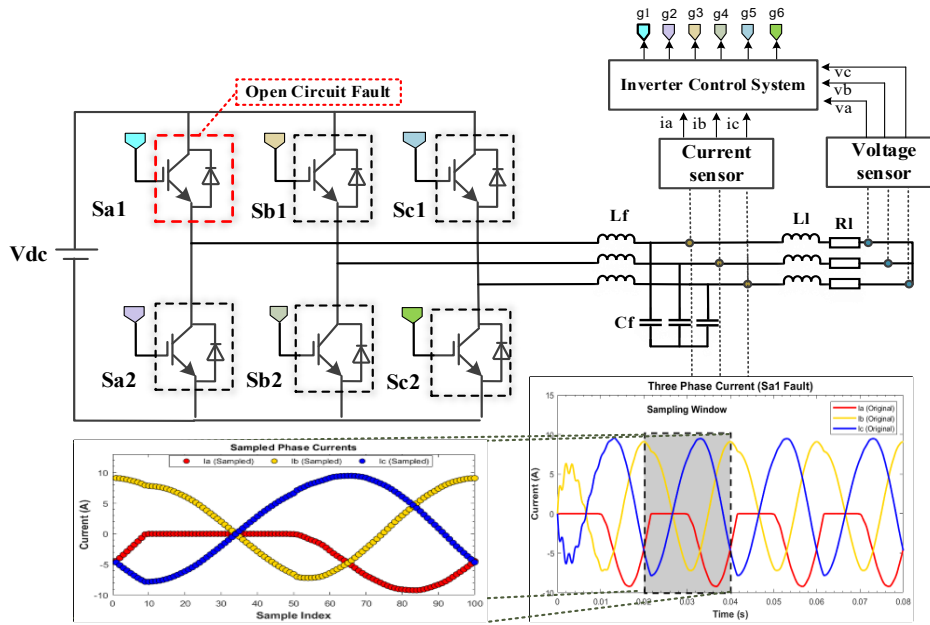 g1 g2 g3 g4 g5 g6
Open Circuit Fault
Inverter Control System
vc
vb
va
ia ib ic
Current
sensor
Voltage
sensor
Sa1
Sb1
Sc1
Vdc
Lf
Ll
Rl
Cf
Sa2
Sb2
Sc2
Three Phase Current (Sa1 Fault)
Sampling Window
Ia (Original)
Ib (Original)
Ic (Original)
15
10
5
0
-5
-10
Current
(A)
0 0.01 0.02 0.03 0.04 0.05 0.06 0.07 0.08
Time (s)
Sampled Phase Currents
Ia (Sampled) Ib (Sampled) Ic (Sampled)
10
5
0
-5
-10
Current (A)
0 10 20 30 40 50 60 70 80 90 100
Sample Index